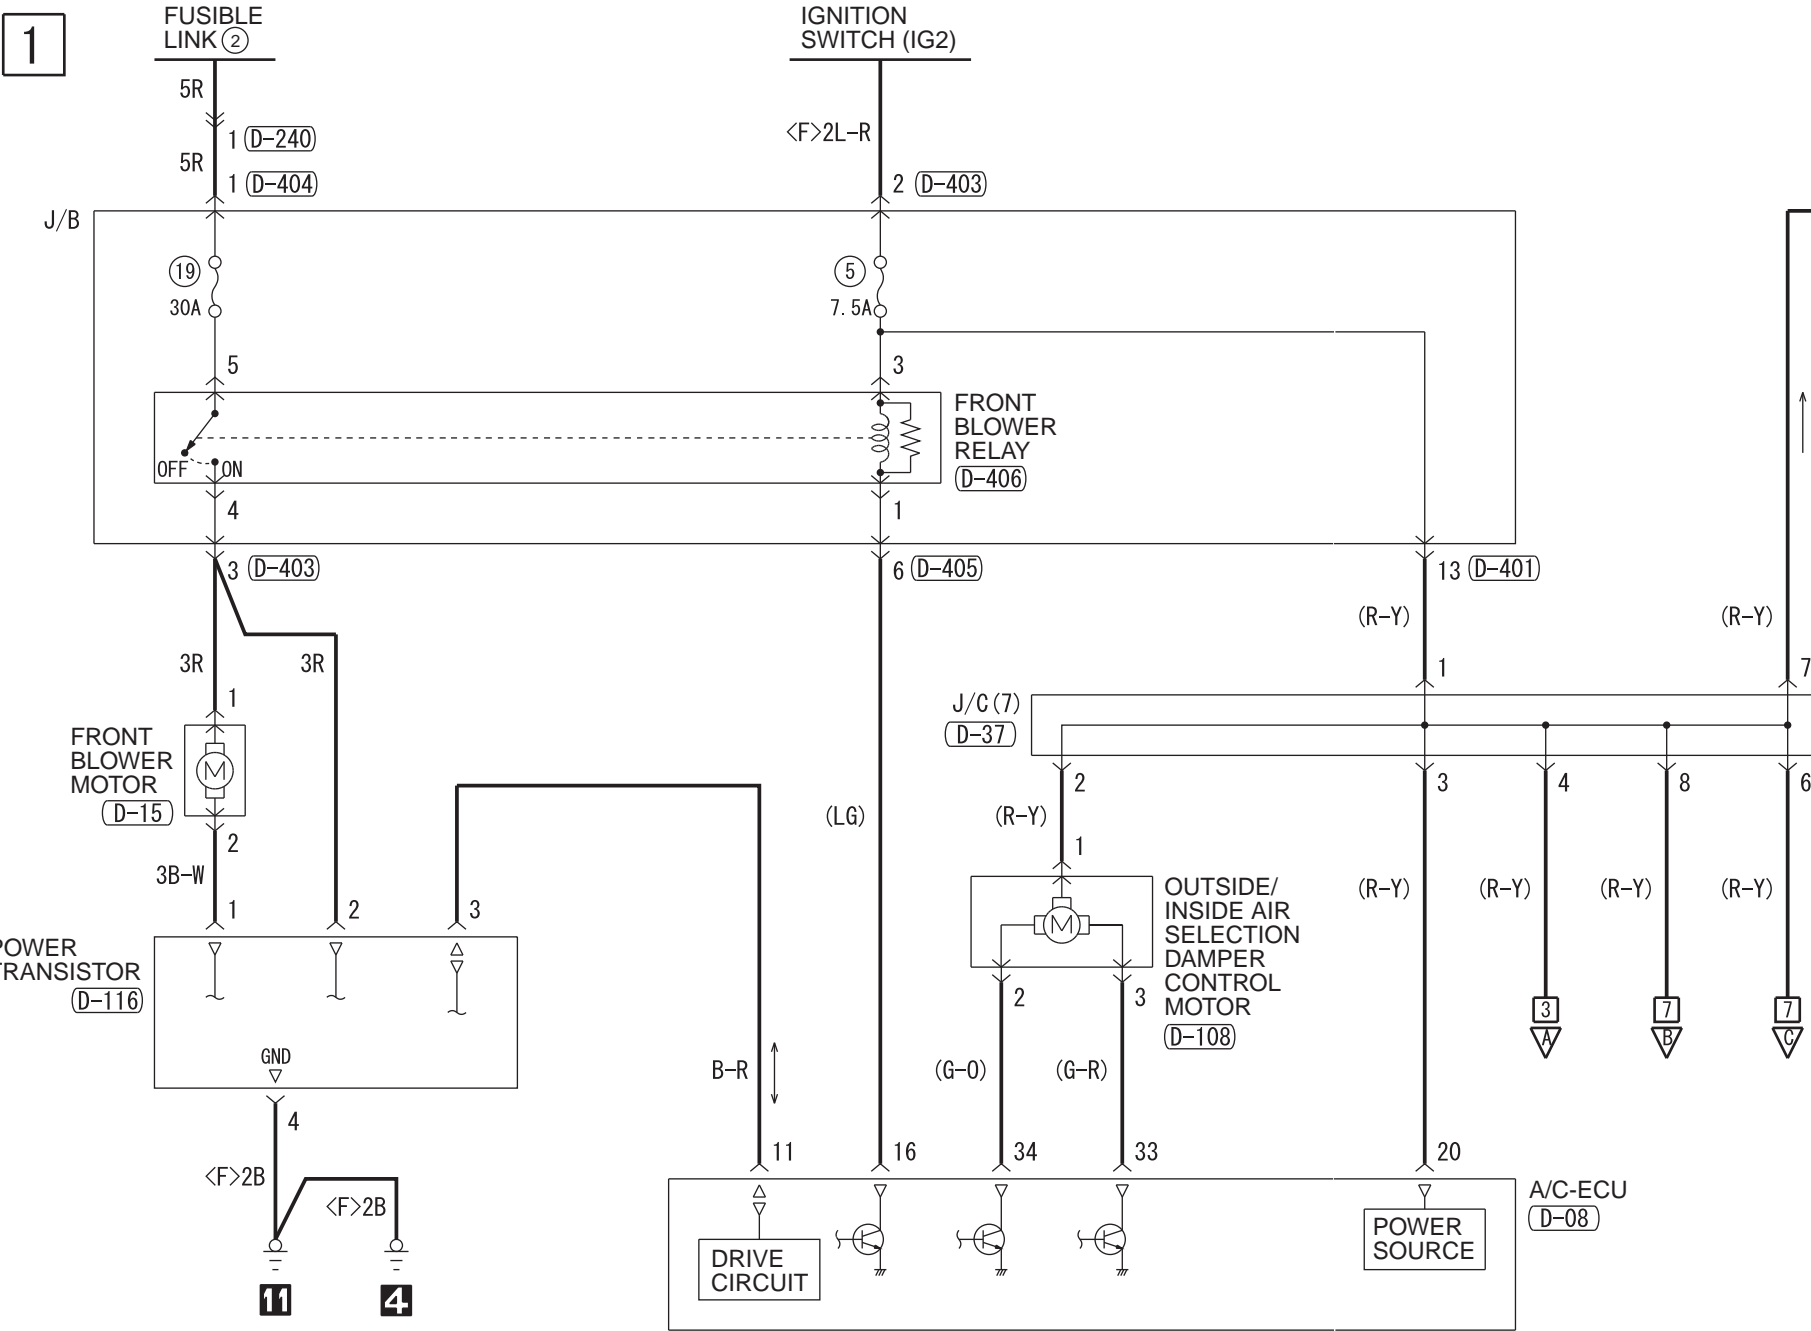 1
FUSIBLE
LINK 2
IGNITION
SWITCH (IG2)
5R
1 D-240
<F>2L-R
5R
1 D-404
2 D-403
J/B
19
30A
5
7.5A
5
3
FRONT
BLOWER
RELAY
D-406
OFF
ON
4
1
3 D-403
6 D-405
13 D-401
(R-Y)
(R-Y)
3R
3R
1
1
7
J/C(7)
D-37
FRONT
BLOWER
MOTOR
D-15
M
2
2
3
4
8
6
(LG)
(R-Y)
1
3B-W
1
2
3
(R-Y)
(R-Y)
(R-Y)
(R-Y)
M
OUTSIDE/
INSIDE AIR
SELECTION
DAMPER
CONTROL
MOTOR
D-108
POWER
TRANSISTOR
D-116
2
3
3
A
7
B
7
C
GND
B-R
(G-O)
(G-R)
4
11
16
34
33
20
<F>2B
<F>2B
A/C-ECU
D-08
DRIVE
CIRCUIT
POWER
SOURCE
11
4